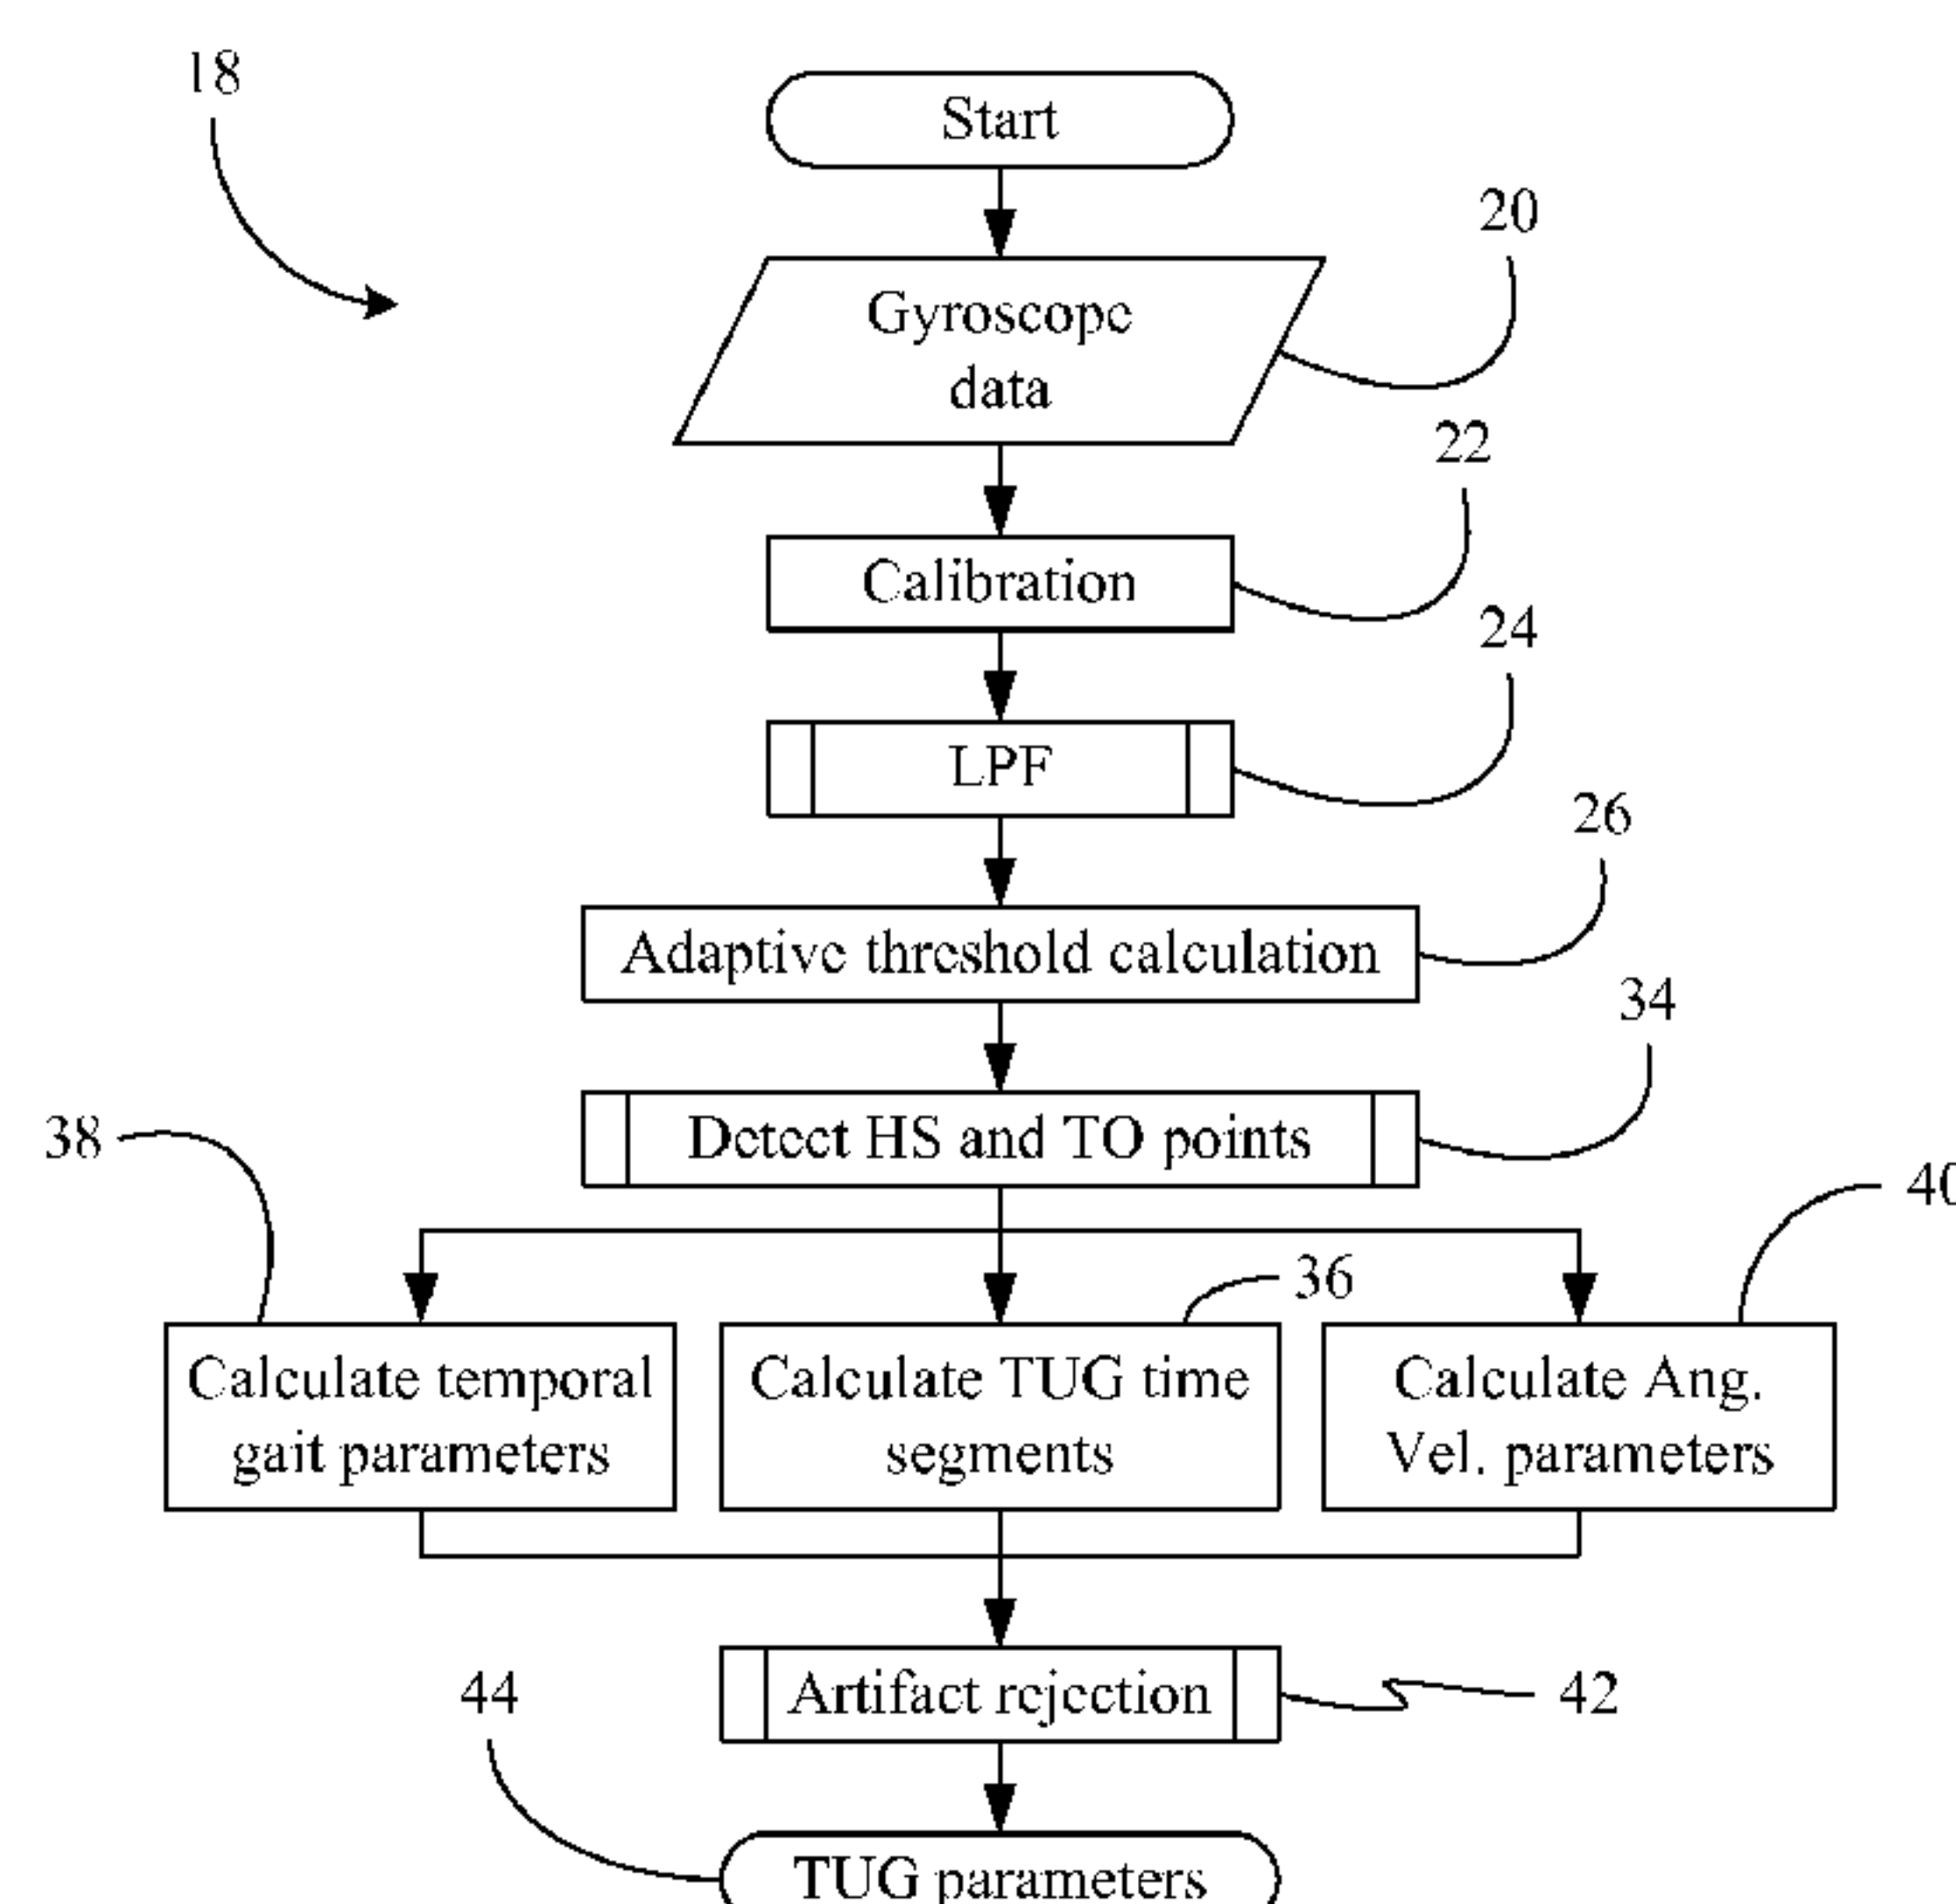 18
Start
20
Gyroscope
data
22
Calibration
24
LPF
26
Adaptive threshold calculation
34
Detect HS and TO points
38
40
36
Calculate temporal
gait parameters
Calculate TUG time
segments
Calculate Ang.
Vel. parameters
Artifact rejection
42
44
TUG parameters